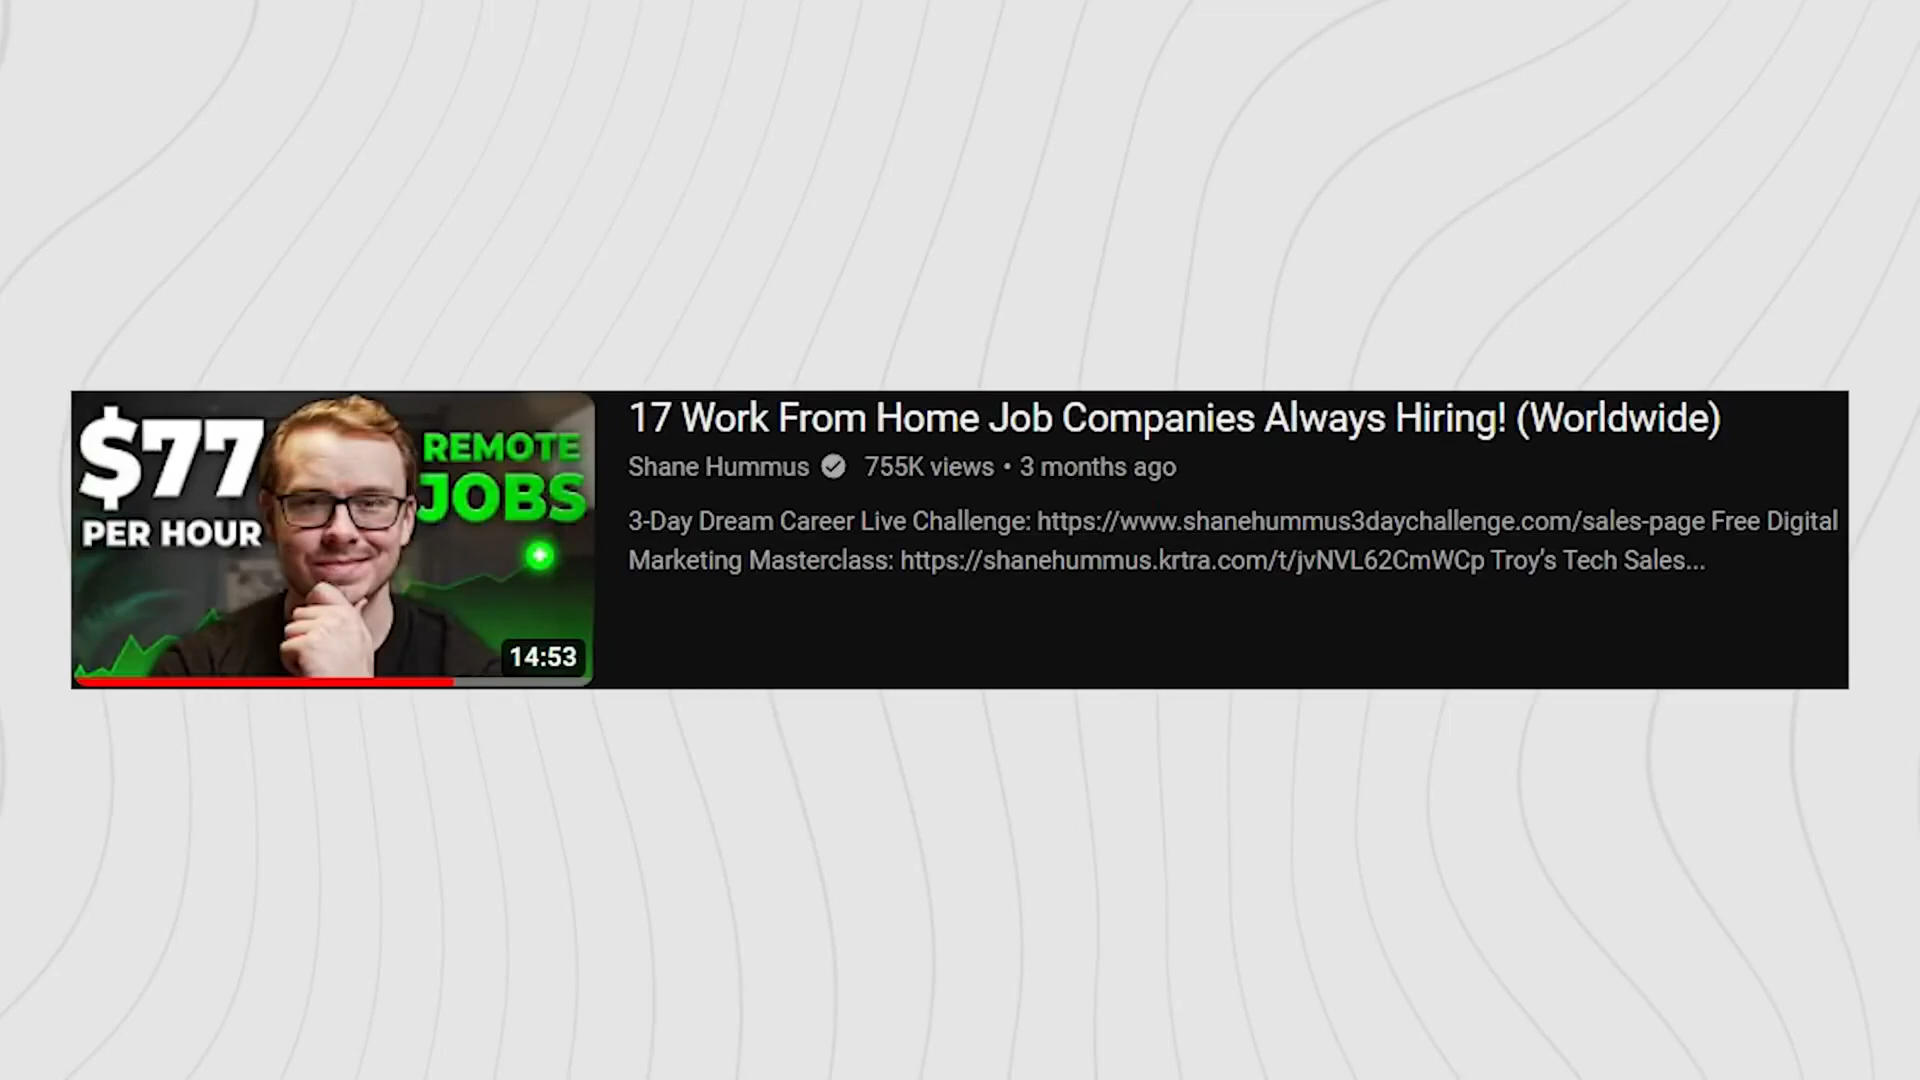 $77
PER HOUR
REMOTE
JOBS
14:53
17 Work From Home Job Companies Always Hiring! (Worldwide)
Shane Hummus 755K views • 3 months ago
3-Day Dream Career Live Challenge: https://www.shanehummus3daychallenge.com/sales-page Free Digital
Marketing Masterclass: https://shanehummus.krtra.com/t/jvNVL62CmWCp Troy's Tech Sales...